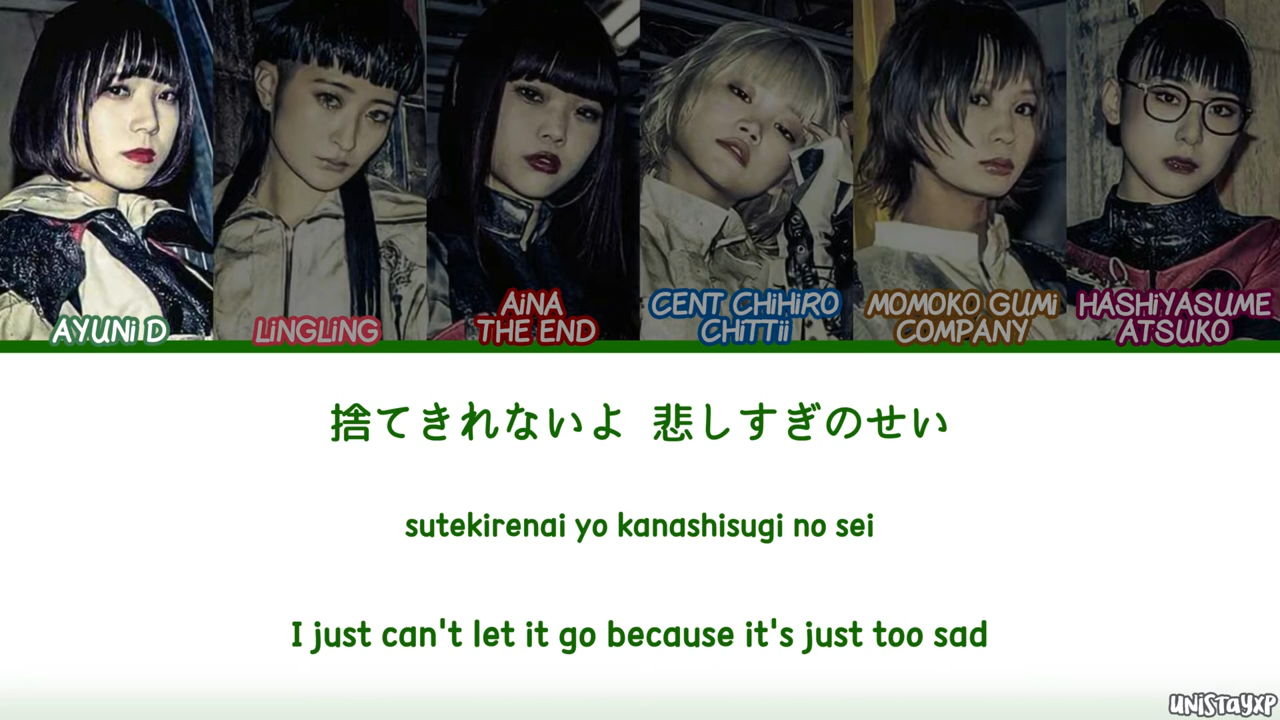 AYUNi D
LiNGLiNG
AiNA
THE END
CENT CHiHiRO
CHiTTii
MOMOKO GUMi
COMPANY
HASHiYASUME
ATSUKO
捨てきれないよ 悲しすぎのせい
sutekirenai yo kanashisugi no sei
I just can't let it go because it's just too sad
UNiStayXP